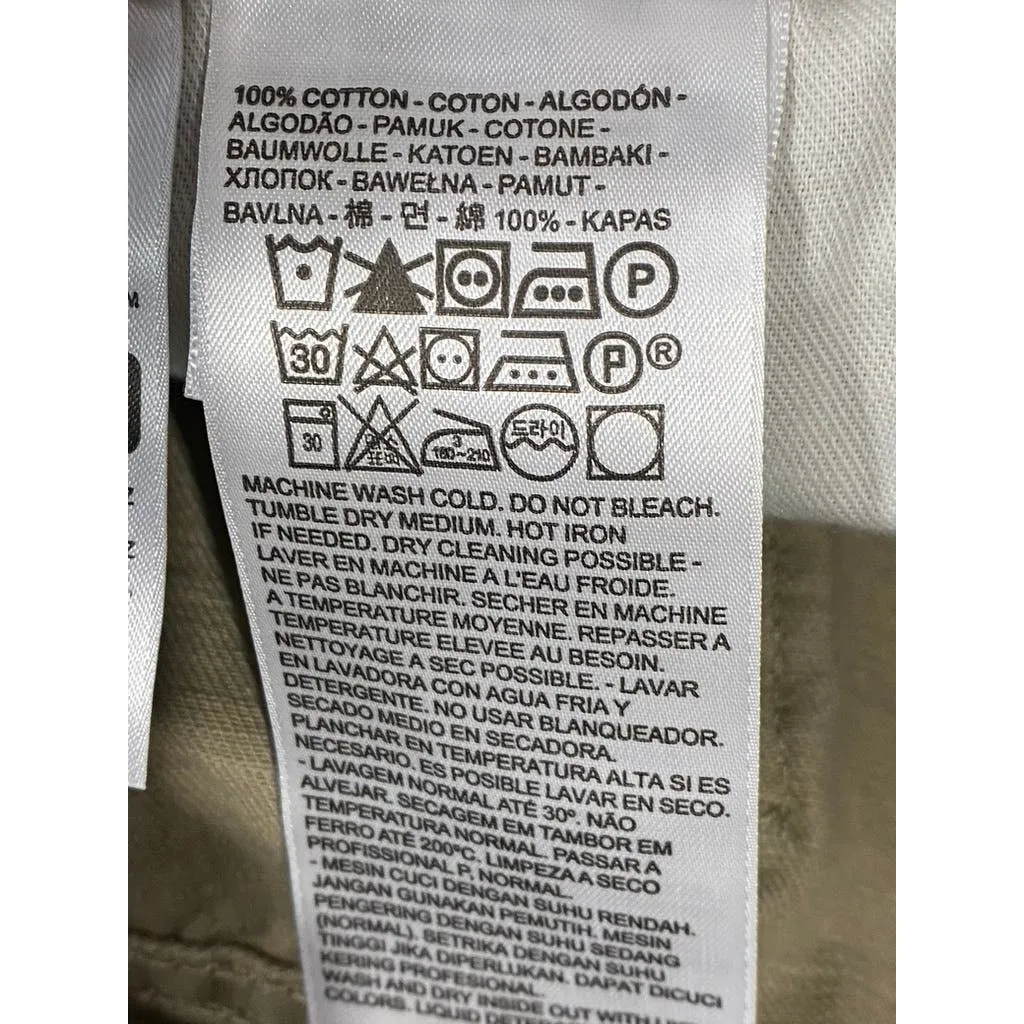 100% COTTON - COTON - ALGODÓN -
ALGODÃO - PAMUK - COTONE -
BAUMWOLLE - KATOEN - BAMBAKI -
ХЛОПОК - BAWEŁNA - PAMUT -
BAVLNA - 棉 - 면 - 綿 100% - KAPAS
P
30 P ®
30 3 180~210 드라이
MACHINE WASH COLD. DO NOT BLEACH.
TUMBLE DRY MEDIUM. HOT IRON
IF NEEDED. DRY CLEANING POSSIBLE -
LAVER EN MACHINE A L'EAU FROIDE.
NE PAS BLANCHIR. SECHER EN MACHINE
A TEMPERATURE MOYENNE. REPASSER A
TEMPERATURE ELEVEE AU BESOIN.
NETTOYAGE A SEC POSSIBLE. - LAVAR
EN LAVADORA CON AGUA FRIA Y
DETERGENTE. NO USAR BLANQUEADOR.
SECADO MEDIO EN SECADORA.
PLANCHAR EN TEMPERATURA ALTA SI ES
NECESARIO. ES POSIBLE LAVAR EN SECO.
- LAVAGEM NORMAL ATÉ 30º. NÃO
ALVEJAR. SECAGEM EM TAMBOR EM
TEMPERATURA NORMAL. PASSAR A
FERRO ATÉ 200ºC. LIMPEZA A SECO
PROFISSIONAL P, NORMAL.
- MESIN CUCI DENGAN SUHU RENDAH.
JANGAN GUNAKAN PEMUTIH. MESIN
PENGERING DENGAN SUHU SEDANG
(NORMAL). SETRIKA DENGAN SUHU
TINGGI JIKA DIPERLUKAN. DAPAT DICUCI
KERING PROFESIONAL.
WASH AND DRY INSIDE OUT WITH
COLORS. LIQUID